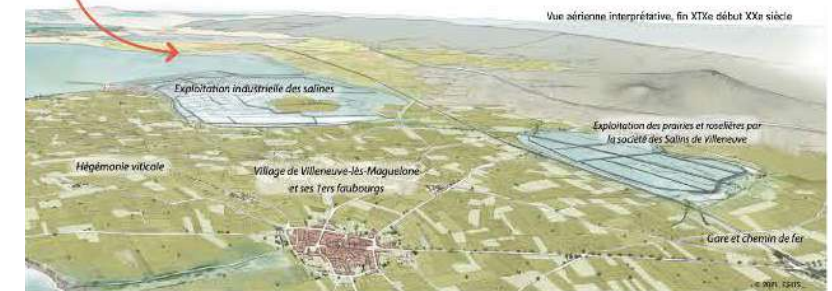 Vue aérienne interprétative, fin XIXe début XXe siècle
Exploitation industrielle des salines
Exploitation des prairies et roselières par
la société des Salins de Villeneuve
Hégémonie viticole
Village de Villeneuve-lès-Maguelone
et ses 1ers faubourgs
Gare et chemin de fer